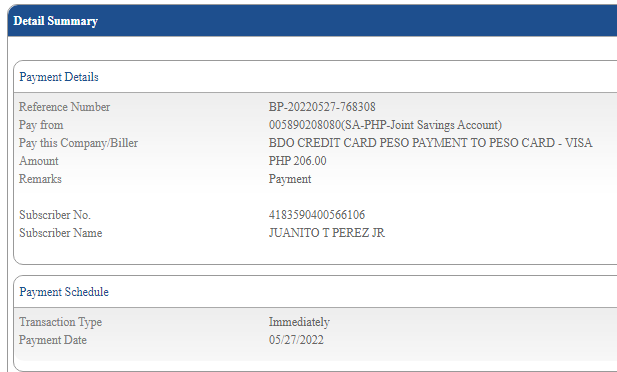 Detail Summary
Payment Details
Reference Number BP-20220527-768308
Pay from 005890208080(SA-PHP-Joint Savings Account)
Pay this Company/Biller BDO CREDIT CARD PESO PAYMENT TO PESO CARD - VISA
Amount PHP 206.00
Remarks Payment
Subscriber No. 4183590400566106
Subscriber Name JUANITO T PEREZ JR
Payment Schedule
Transaction Type Immediately
Payment Date 05/27/2022